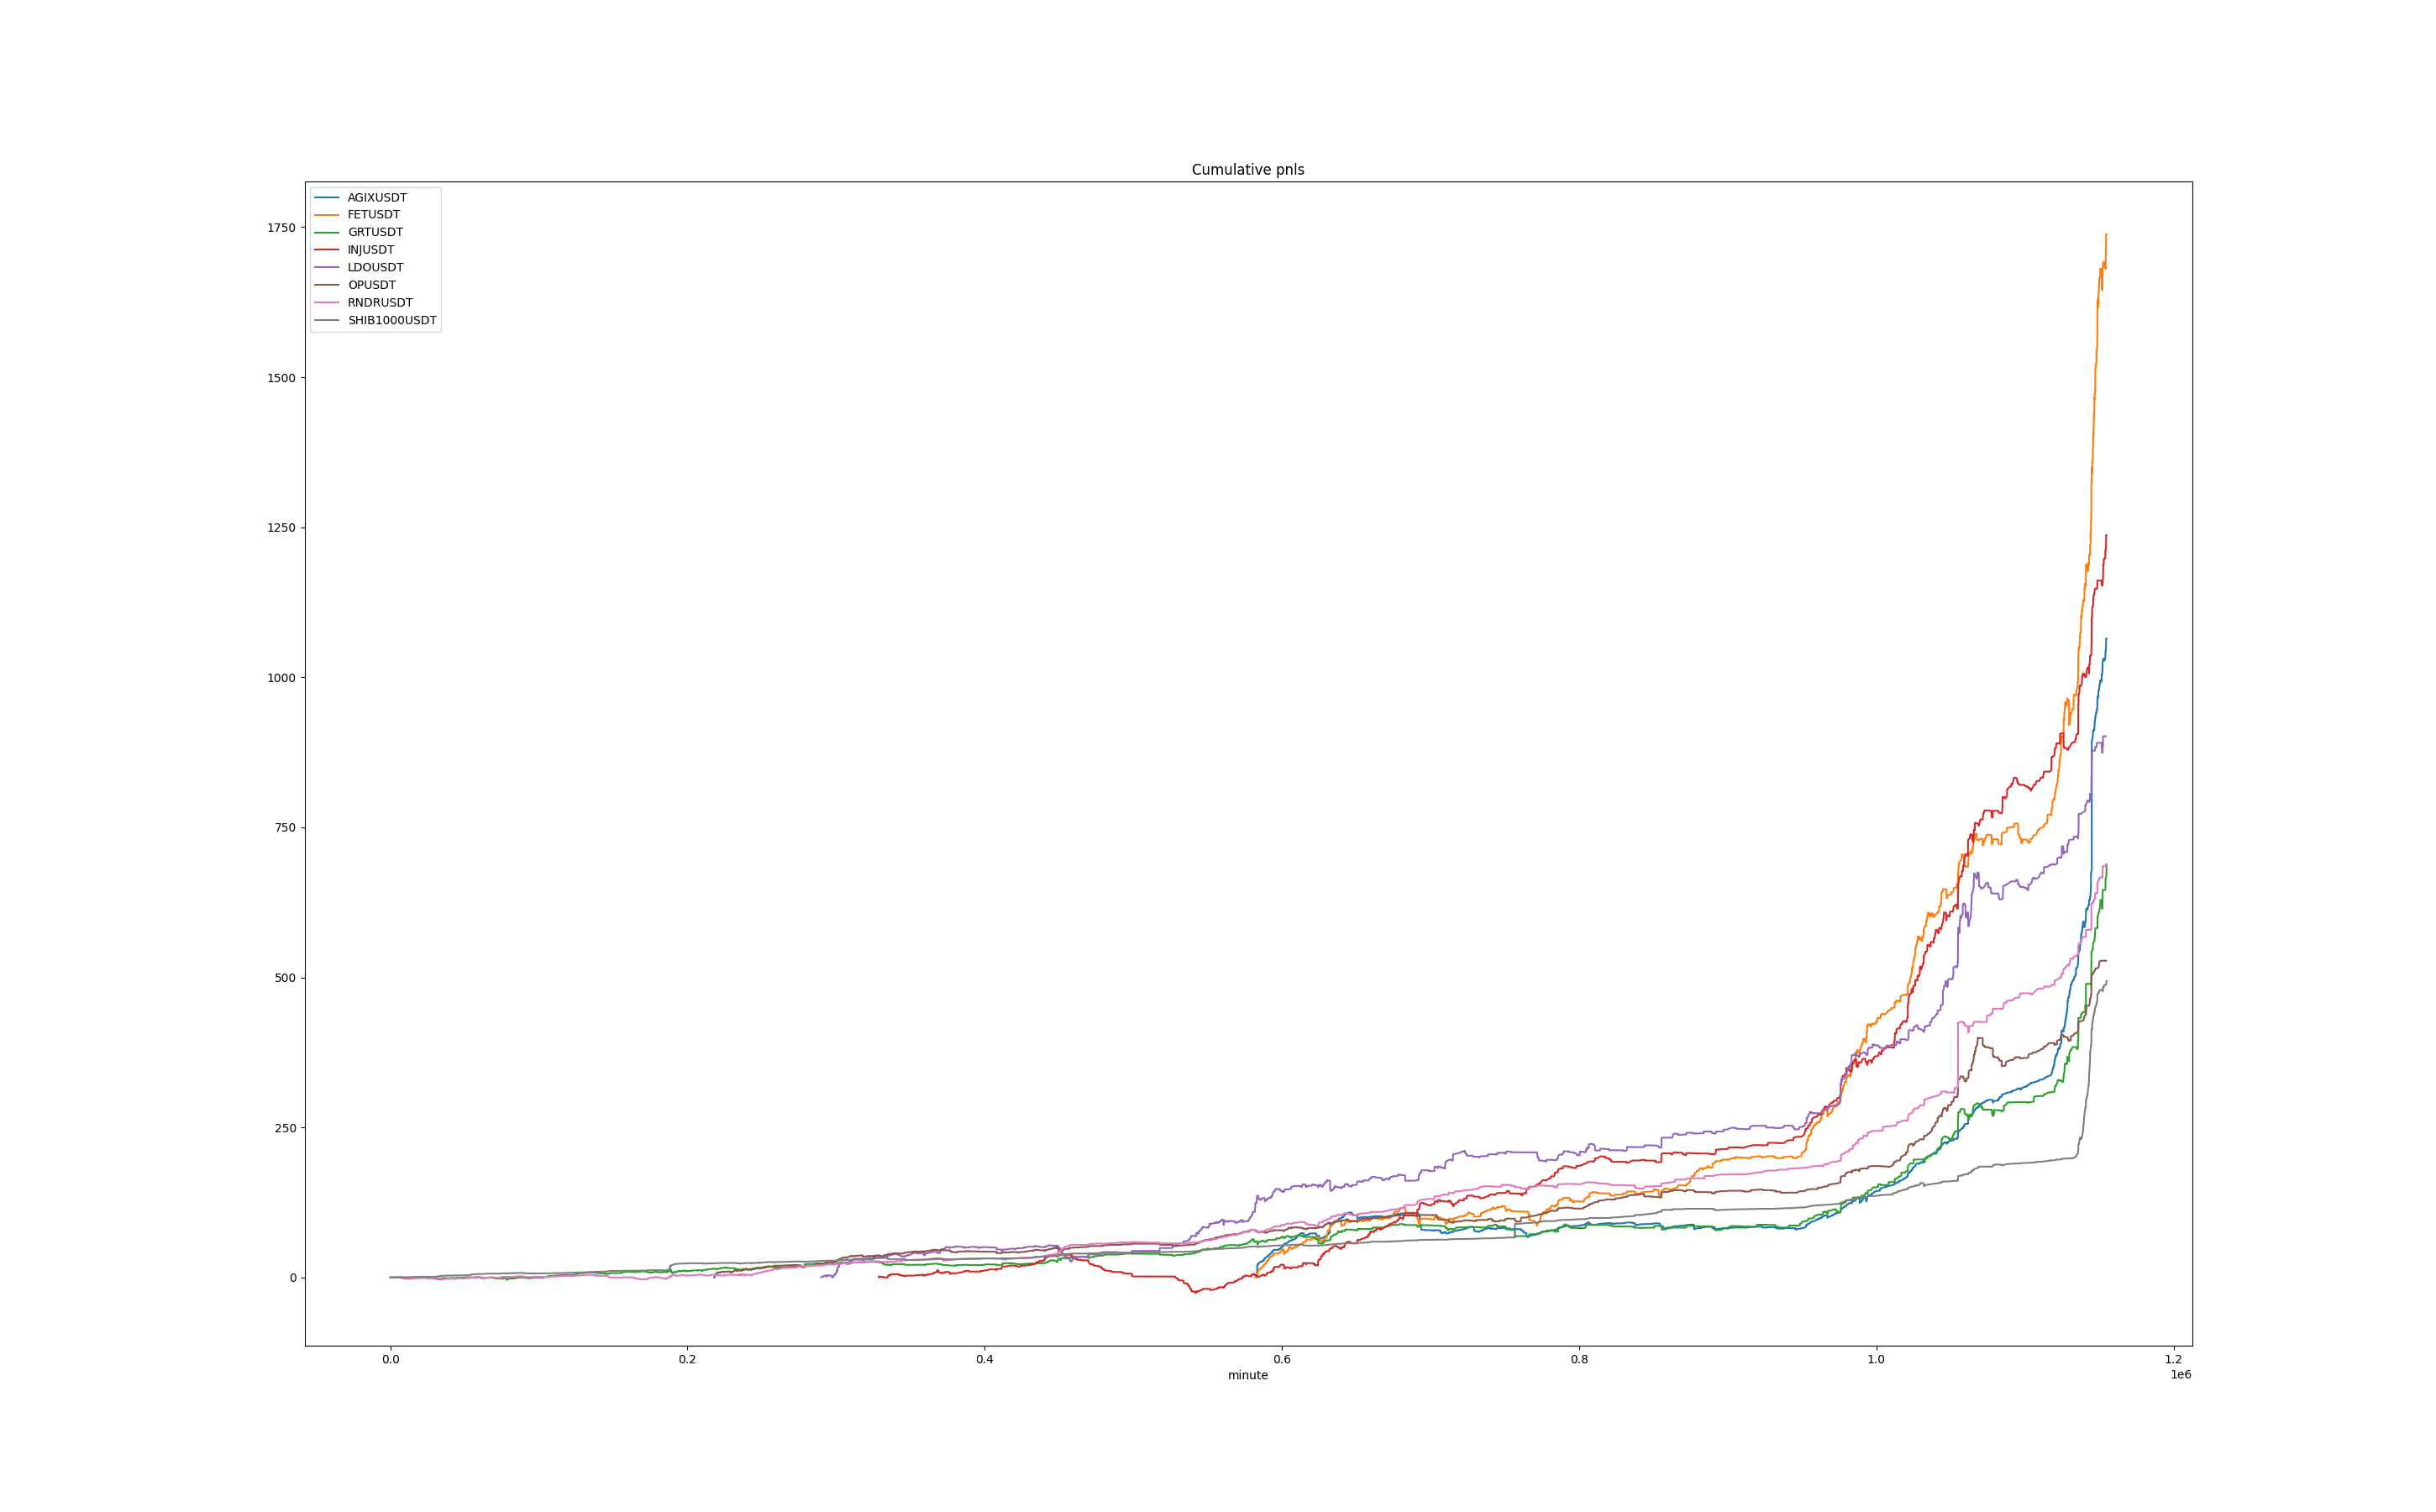 Cumulative pnls
AGIXUSDT
FETUSDT
GRTUSDT
INJUSDT
LDOUSDT
OPUSDT
RNDRUSDT
SHIB1000USDT
1750
1500
1250
1000
750
500
250
0
0.0 0.2 0.4 0.6 0.8 1.0 1.2
minute 1e6